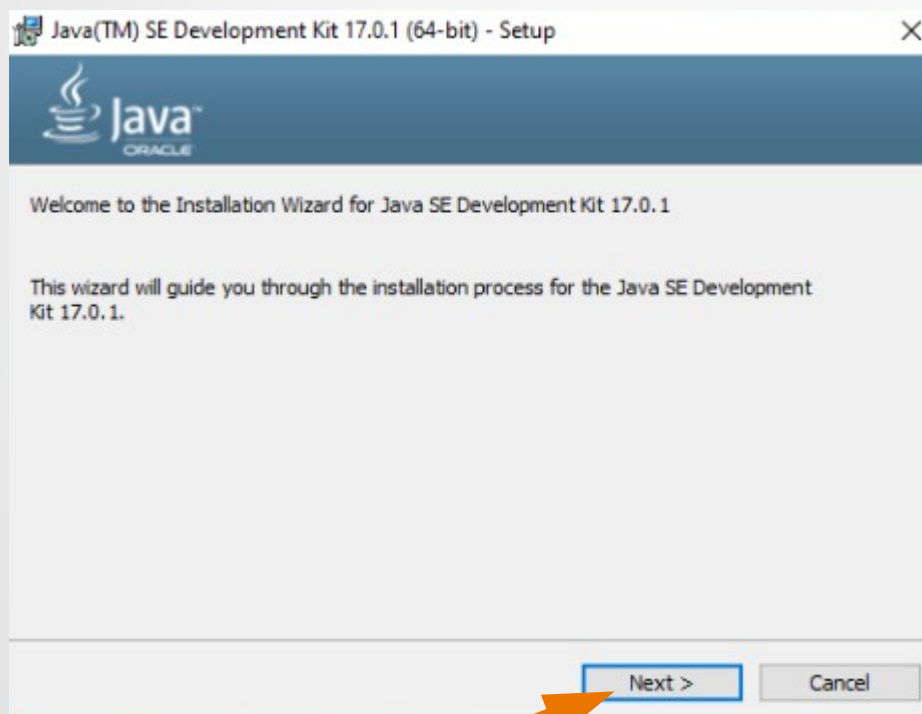 Java(TM) SE Development Kit 17.0.1 (64-bit) - Setup
Java™
ORACLE
Welcome to the Installation Wizard for Java SE Development Kit 17.0.1
This wizard will guide you through the installation process for the Java SE Development
Kit 17.0.1.
Next >
Cancel